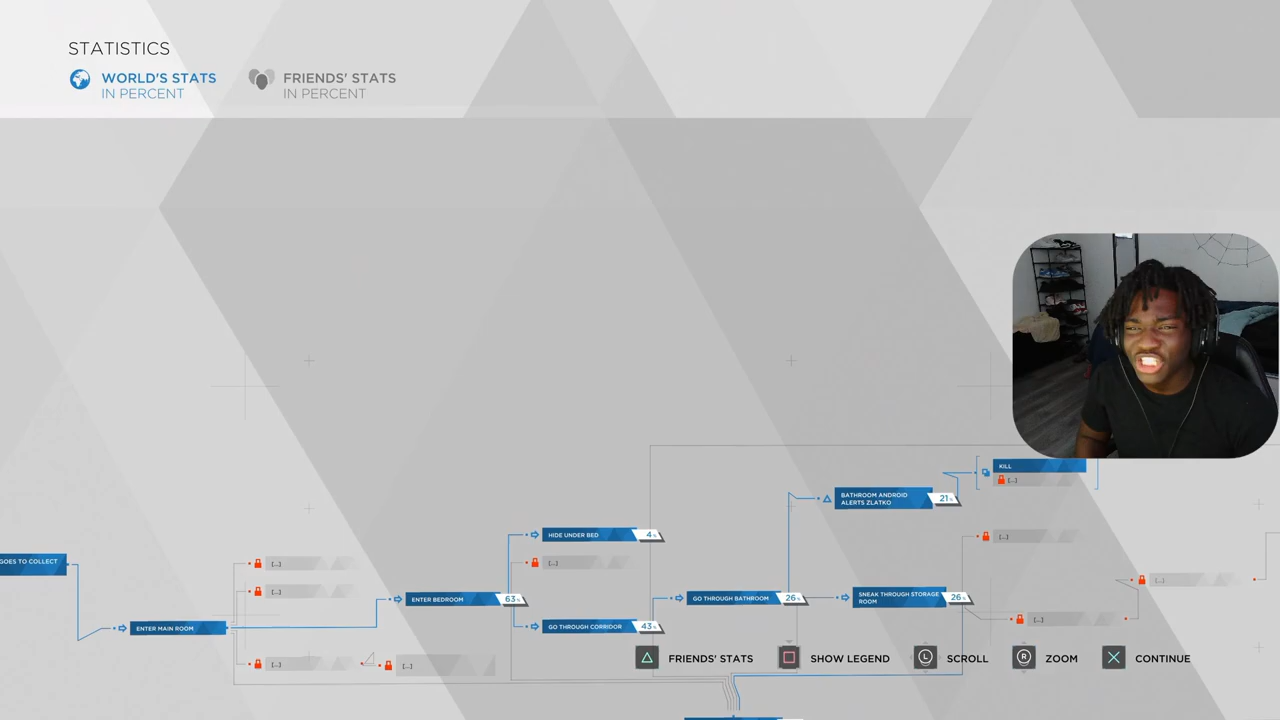 STATISTICS
WORLD'S STATS
IN PERCENT
FRIENDS' STATS
IN PERCENT
KILL
[...]
BATHROOM ANDROID
ALERTS ZLATKO
21%
HIDE UNDER BED
4%
[...]
GOES TO COLLECT
[...]
[...]
[...]
[...]
ENTER BEDROOM
63%
GO THROUGH BATHROOM
26%
SNEAK THROUGH STORAGE
ROOM
26%
[...]
ENTER MAIN ROOM
GO THROUGH CORRIDOR
43%
[...]
[...]
FRIENDS' STATS
SHOW LEGEND
L
SCROLL
R
ZOOM
CONTINUE